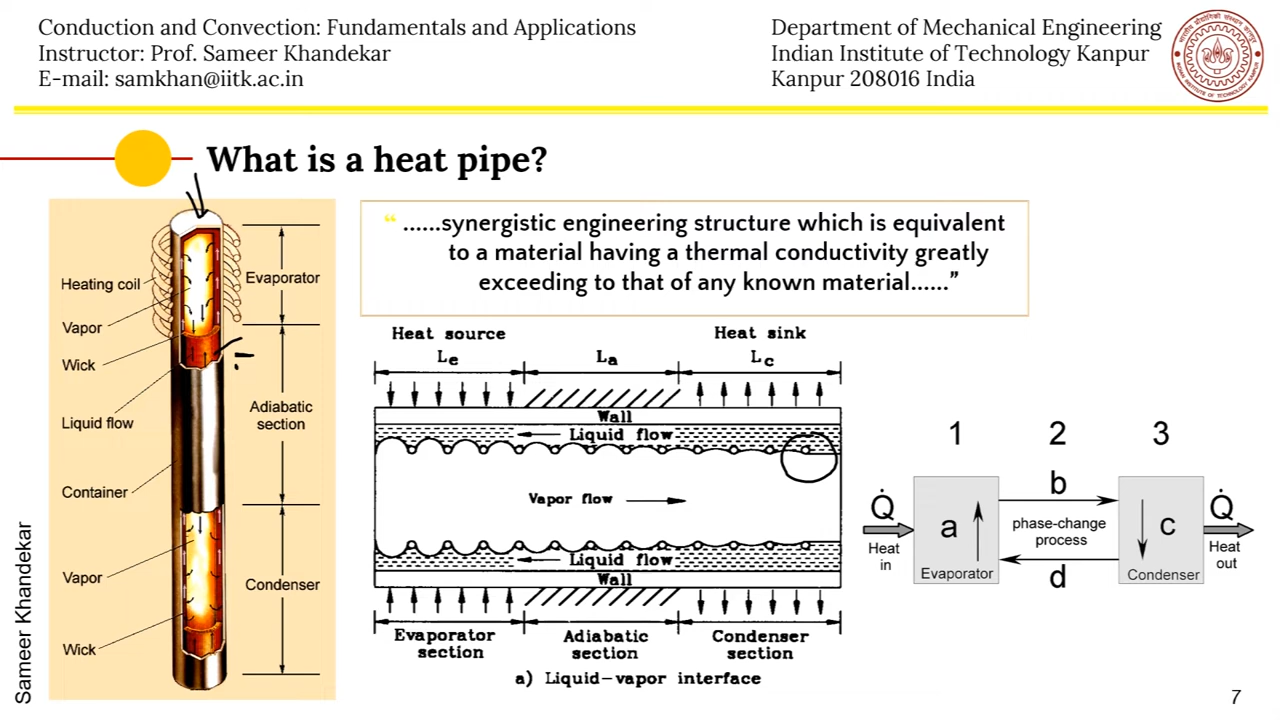 Conduction and Convection: Fundamentals and Applications
Instructor: Prof. Sameer Khandekar
E-mail: samkhan@iitk.ac.in
Department of Mechanical Engineering
Indian Institute of Technology Kanpur
Kanpur 208016 India
What is a heat pipe?
Heating coil
Vapor
Wick
Liquid flow
Container
Vapor
Wick
Evaporator
Adiabatic
section
Condenser
“ ......synergistic engineering structure which is equivalent
to a material having a thermal conductivity greatly
exceeding to that of any known material......”
Heat source
Heat sink
Le
La
Lc
Wall
Liquid flow
Vapor flow
Liquid flow
Wall
Evaporator
section
Adiabatic
section
Condenser
section
a) Liquid-vapor interface
1 2 3
Q̇
Heat
in
a
Evaporator
b
phase-change
process
d
c
Condenser
Q̇
Heat
out
Sameer Khandekar
7